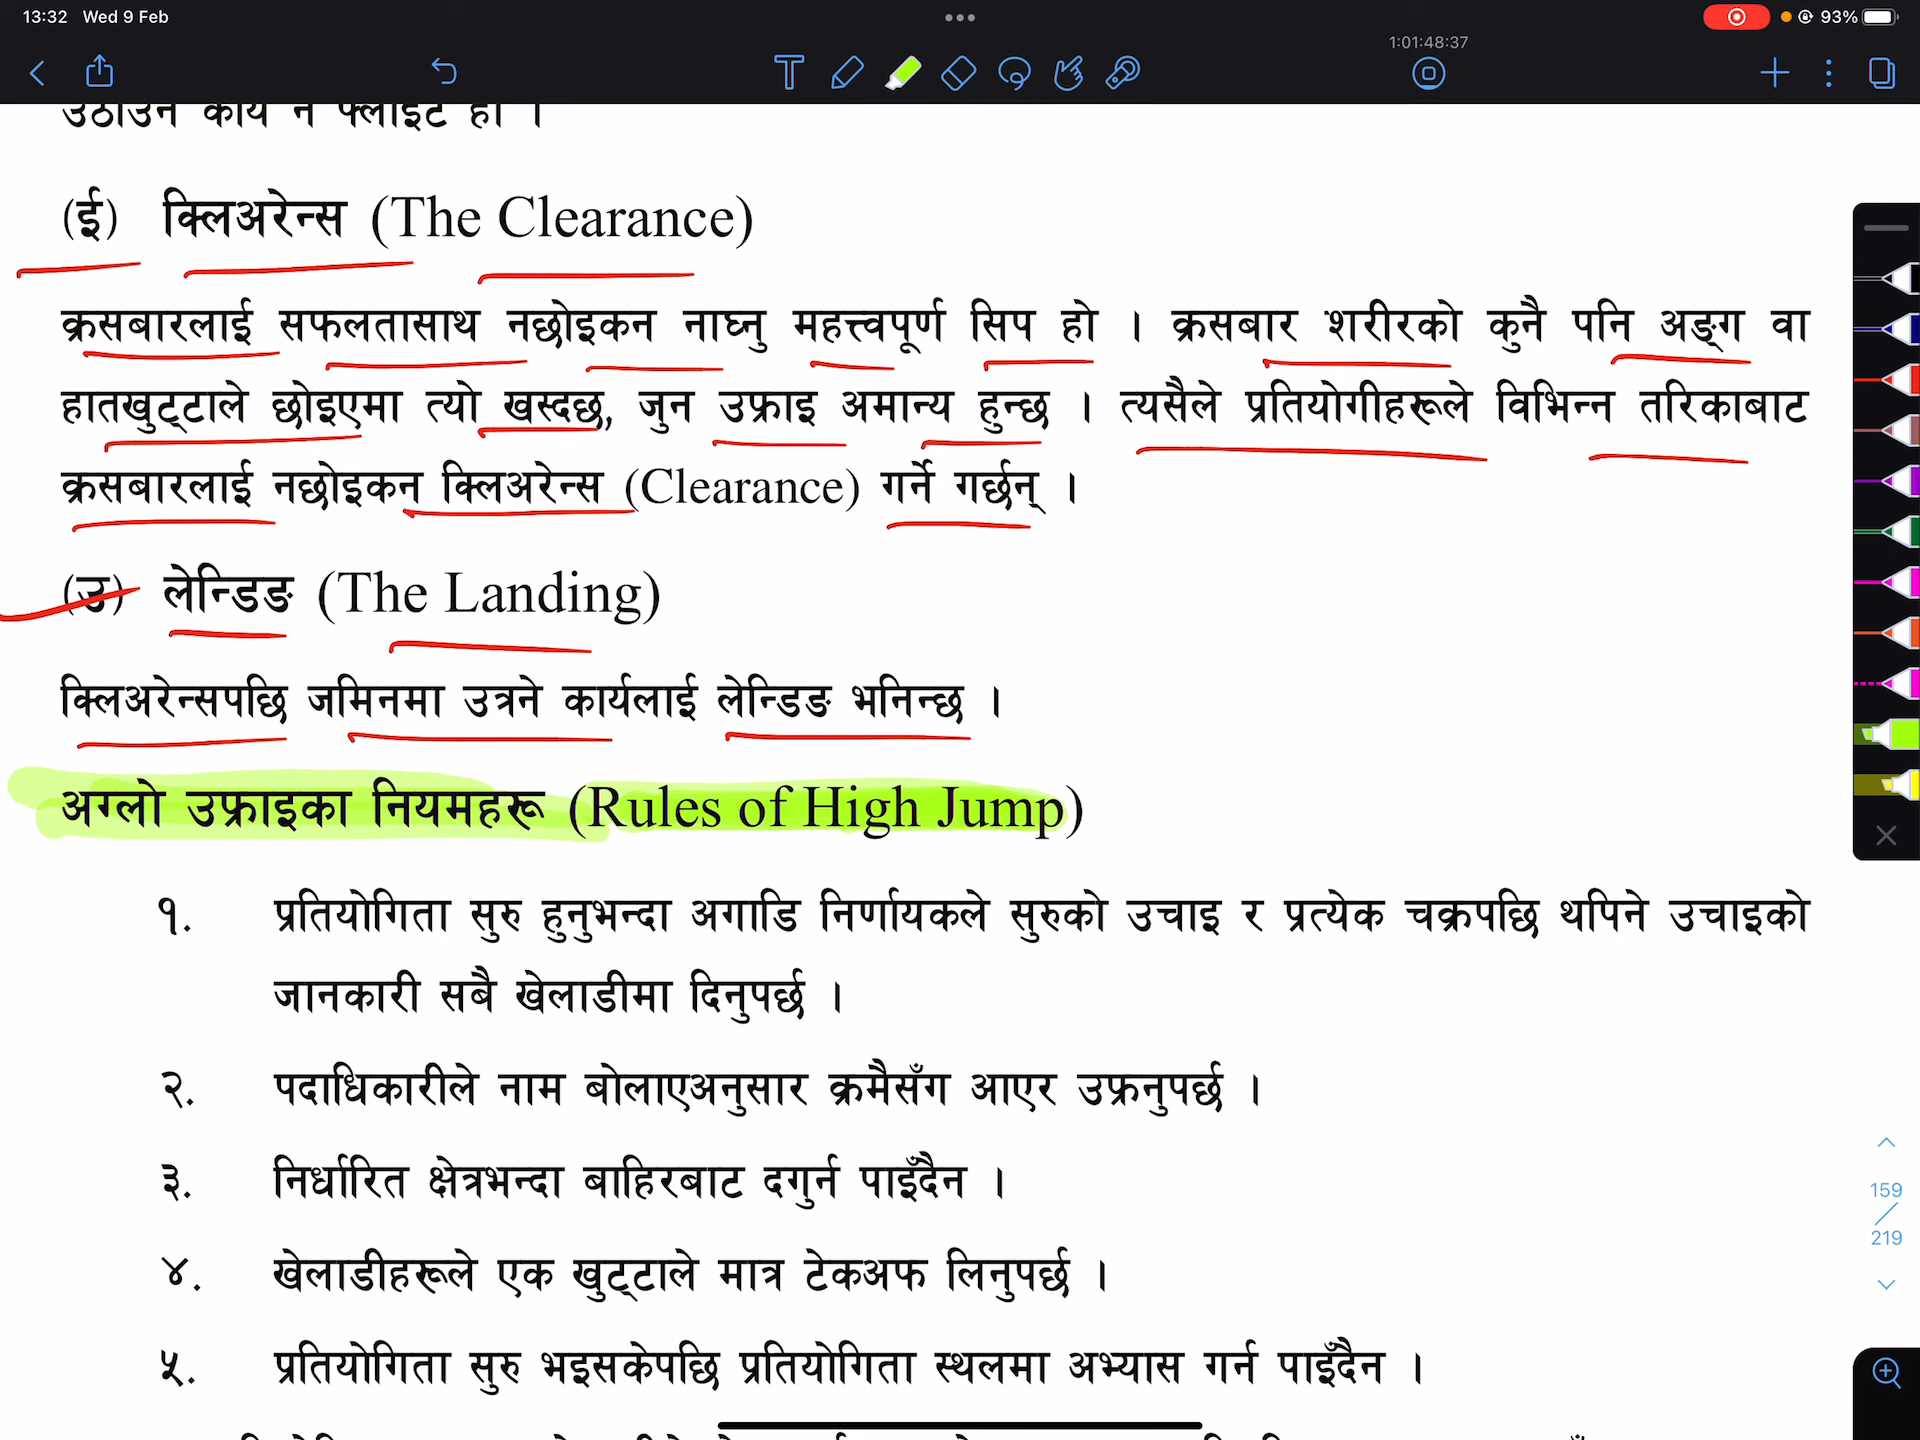 13:32 Wed 9 Feb
93%
1:01:48:37
उठाउने कार्य नै फ्लाइट हो ।
(ई) क्लिअरेन्स (The Clearance)
क्रसबारलाई सफलतासाथ नछोइकन नाघ्नु महत्त्वपूर्ण सिप हो । क्रसबार शरीरको कुनै पनि अङ्ग वा
हातखुट्टाले छोइएमा त्यो खस्दछ, जुन उफ्राइ अमान्य हुन्छ । त्यसैले प्रतियोगीहरूले विभिन्न तरिकाबाट
क्रसबारलाई नछोइकन क्लिअरेन्स (Clearance) गर्ने गर्छन् ।
(उ) लेन्डिङ (The Landing)
क्लिअरेन्सपछि जमिनमा उत्रने कार्यलाई लेन्डिङ भनिन्छ ।
अग्लो उफ्राइका नियमहरू (Rules of High Jump)
१. प्रतियोगिता सुरु हुनुभन्दा अगाडि निर्णायकले सुरुको उचाइ र प्रत्येक चक्रपछि थपिने उचाइको
जानकारी सबै खेलाडीमा दिनुपर्छ ।
२. पदाधिकारीले नाम बोलाएअनुसार क्रमैसँग आएर उफ्रनुपर्छ ।
३. निर्धारित क्षेत्रभन्दा बाहिरबाट दगुर्न पाइँदैन ।
४. खेलाडीहरूले एक खुट्टाले मात्र टेकअफ लिनुपर्छ ।
५. प्रतियोगिता सुरु भइसकेपछि प्रतियोगिता स्थलमा अभ्यास गर्न पाइँदैन ।
159
/
219